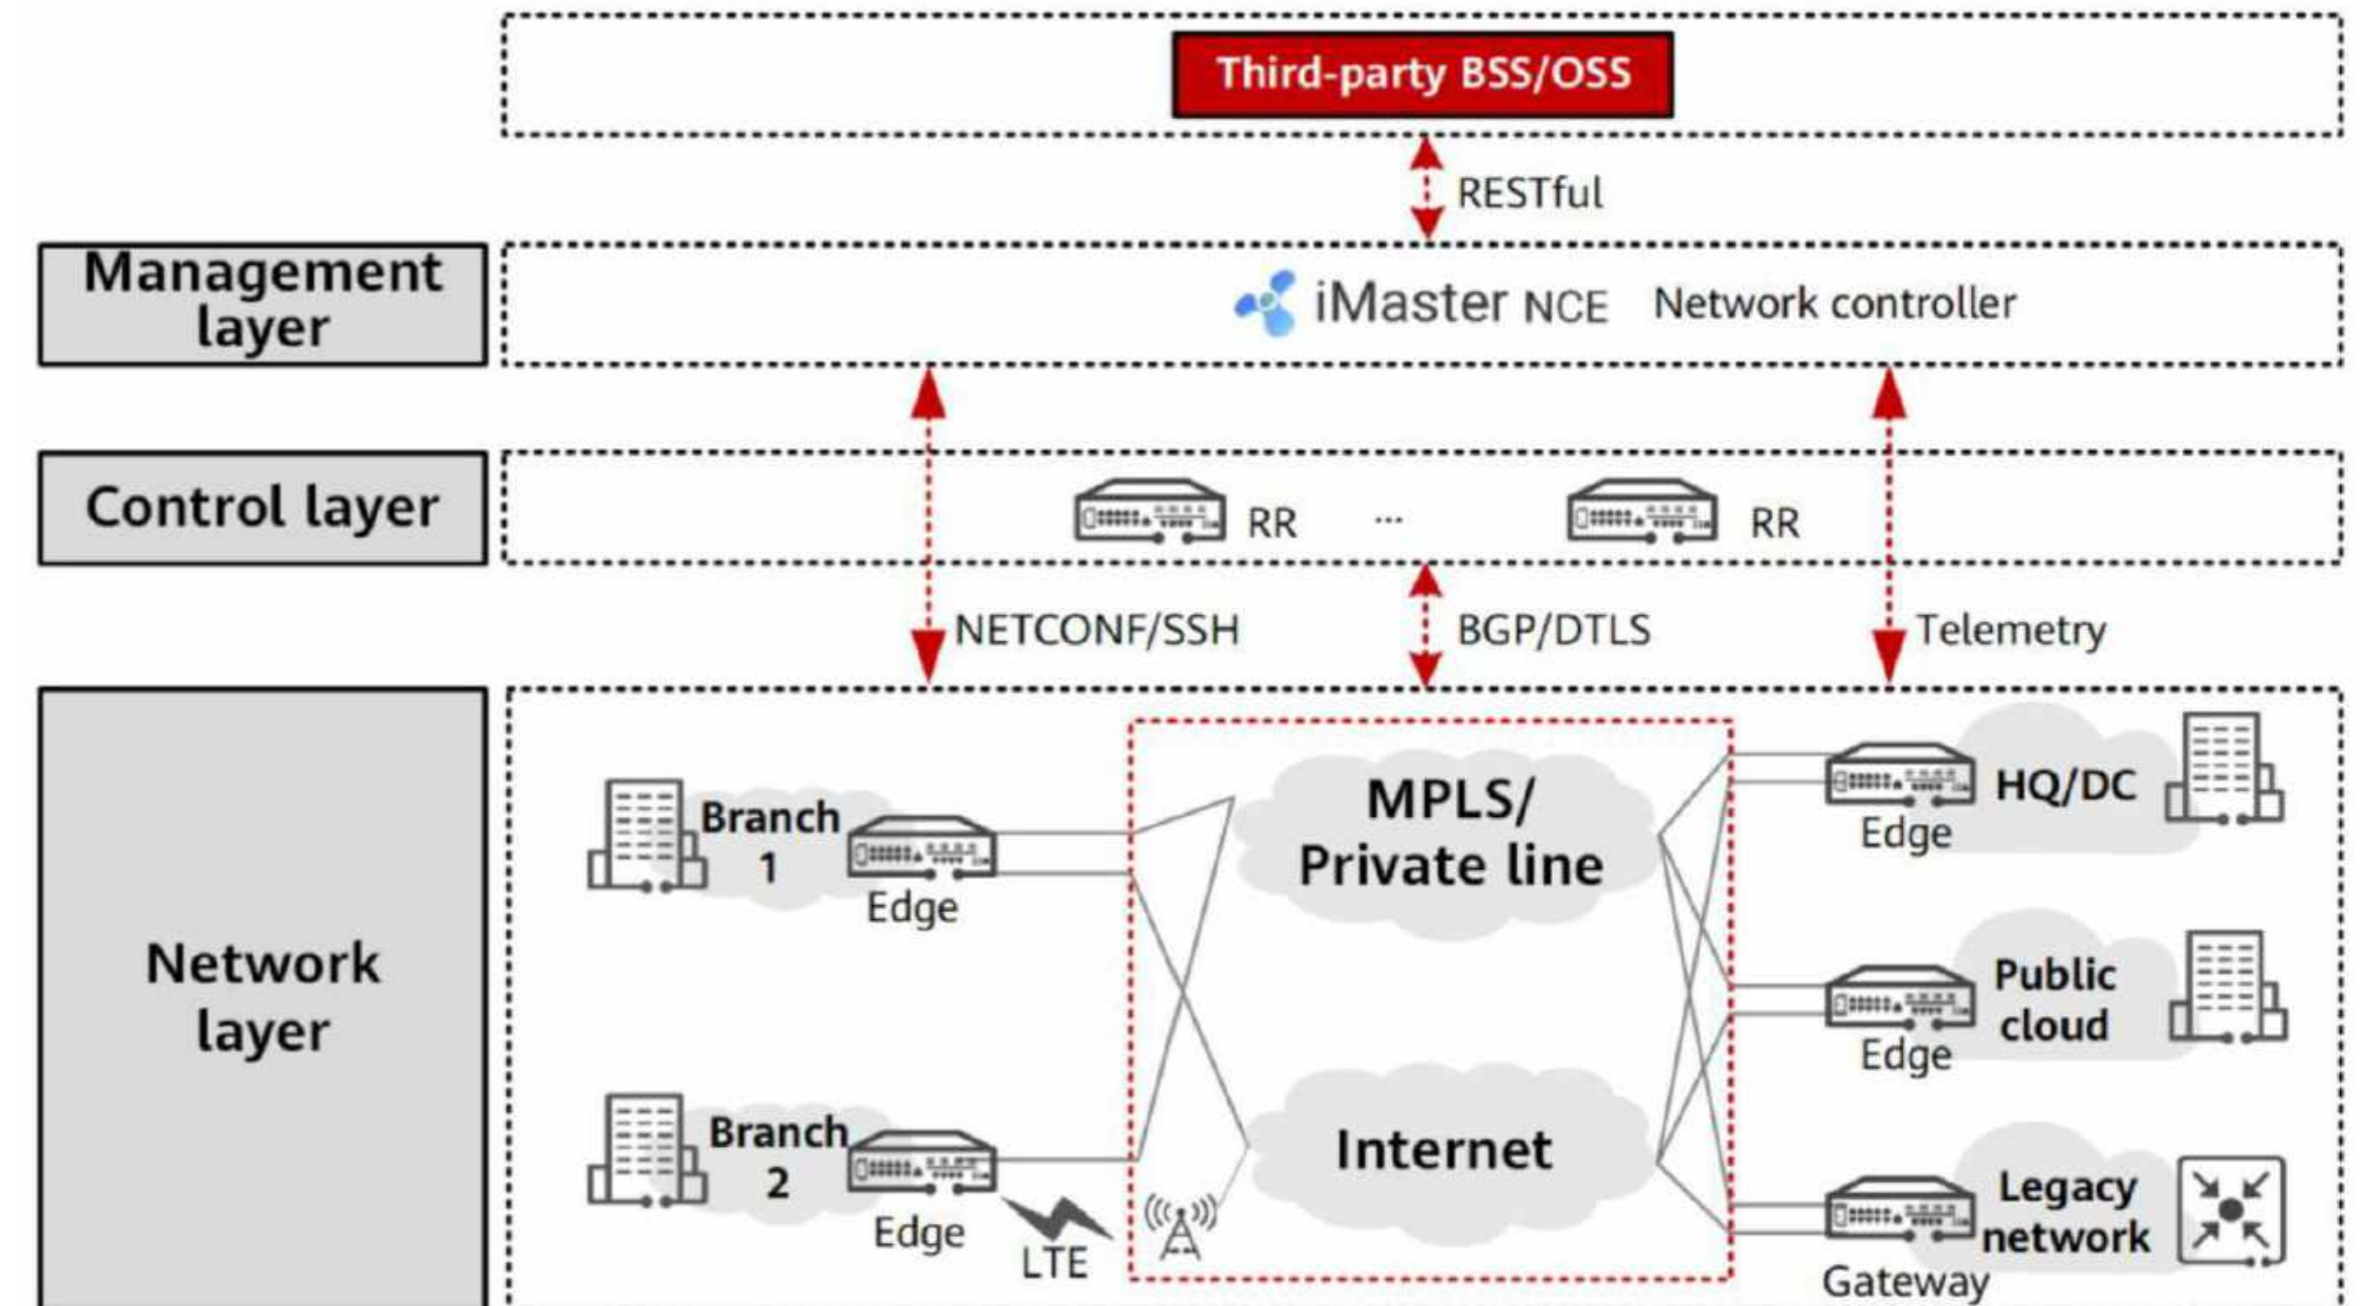 Third-party BSS/OSS
RESTful
Management
layer
iMaster NCE Network controller
Control layer
RR ... RR
NETCONF/SSH
BGP/DTLS
Telemetry
Network
layer
Branch
1
Edge
Branch
2
Edge
LTE
MPLS/
Private line
Internet
HQ/DC
Edge
Public
cloud
Edge
Legacy
network
Gateway